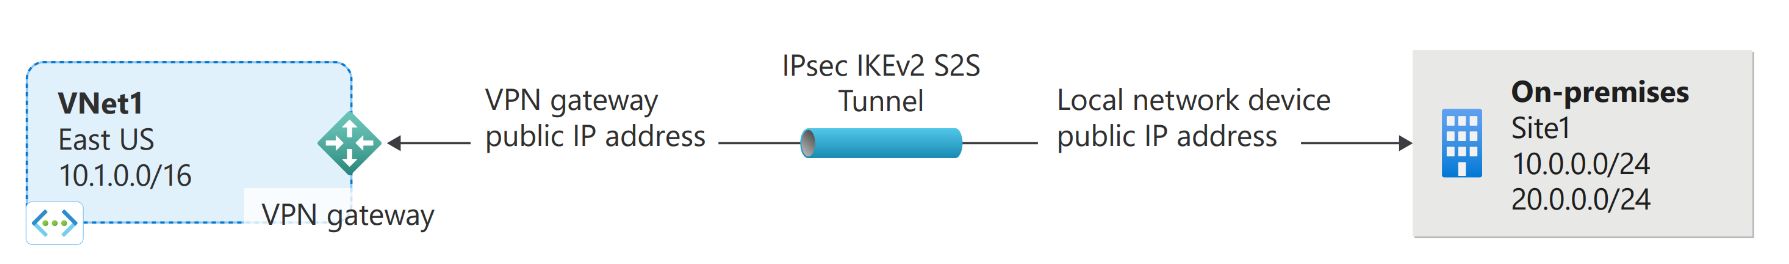 VNet1
East US
10.1.0.0/16
VPN gateway
VPN gateway
public IP address
IPsec IKEv2 S2S
Tunnel
Local network device
public IP address
On-premises
Site1
10.0.0.0/24
20.0.0.0/24